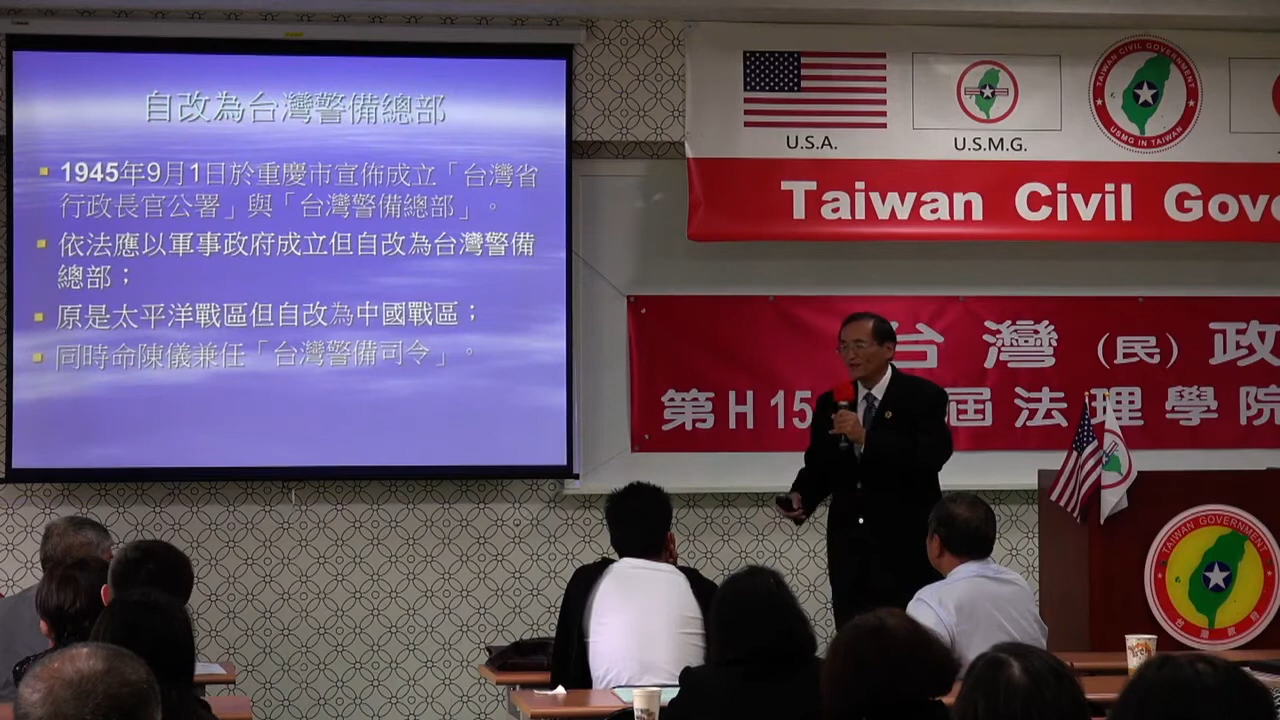 自改為台灣警備總部
1945年9月1日於重慶市宣佈成立「台灣省
行政長官公署」與「台灣警備總部」。
依法應以軍事政府成立但自改為台灣警備
總部；
原是太平洋戰區但自改為中國戰區；
同時命陳儀兼任「台灣警備司令」。
U.S.A.
U.S.M.G.
TAIWAN CIVIL GOVERNMENT
USMG IN TAIWAN
Taiwan Civil Gove
台灣（民）政
第H15
屆法理學院
TAIWAN GOVERNMENT
台灣政府